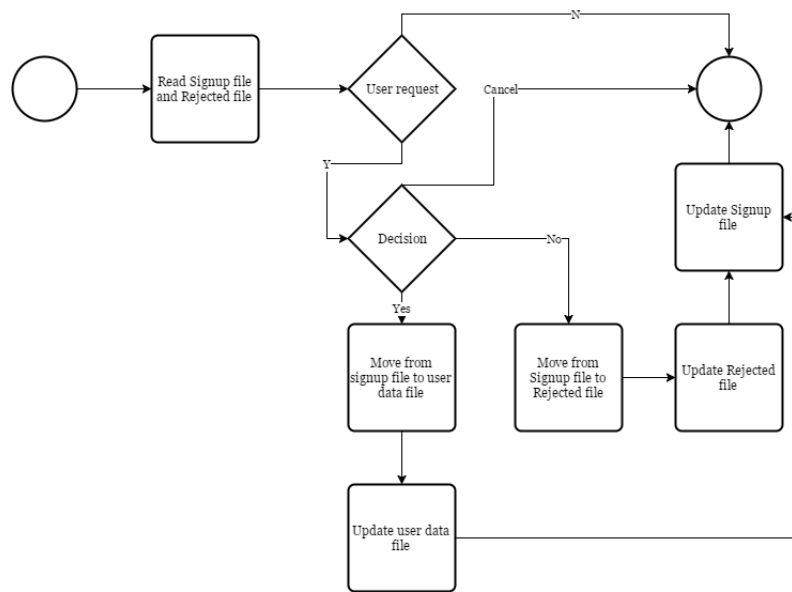 N
Read Signup file
and Rejected file
User request
Cancel
Y
Update Signup
file
Decision
No
Yes
Move from
signup file to user
data file
Move from
Signup file to
Rejected file
Update Rejected
file
Update user data
file